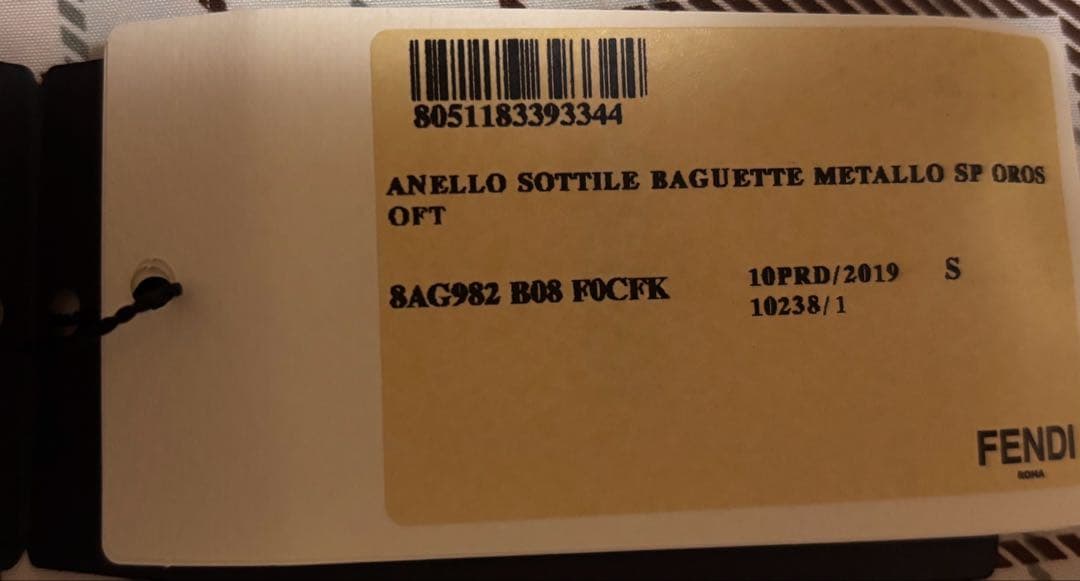 8051183393344
ANELLO SOTTILE BAGUETTE METALLO SP OROS
OFT
8AG982 B08 F0CFK
10PRD/2019 S
10238/1
FENDI
ROMA